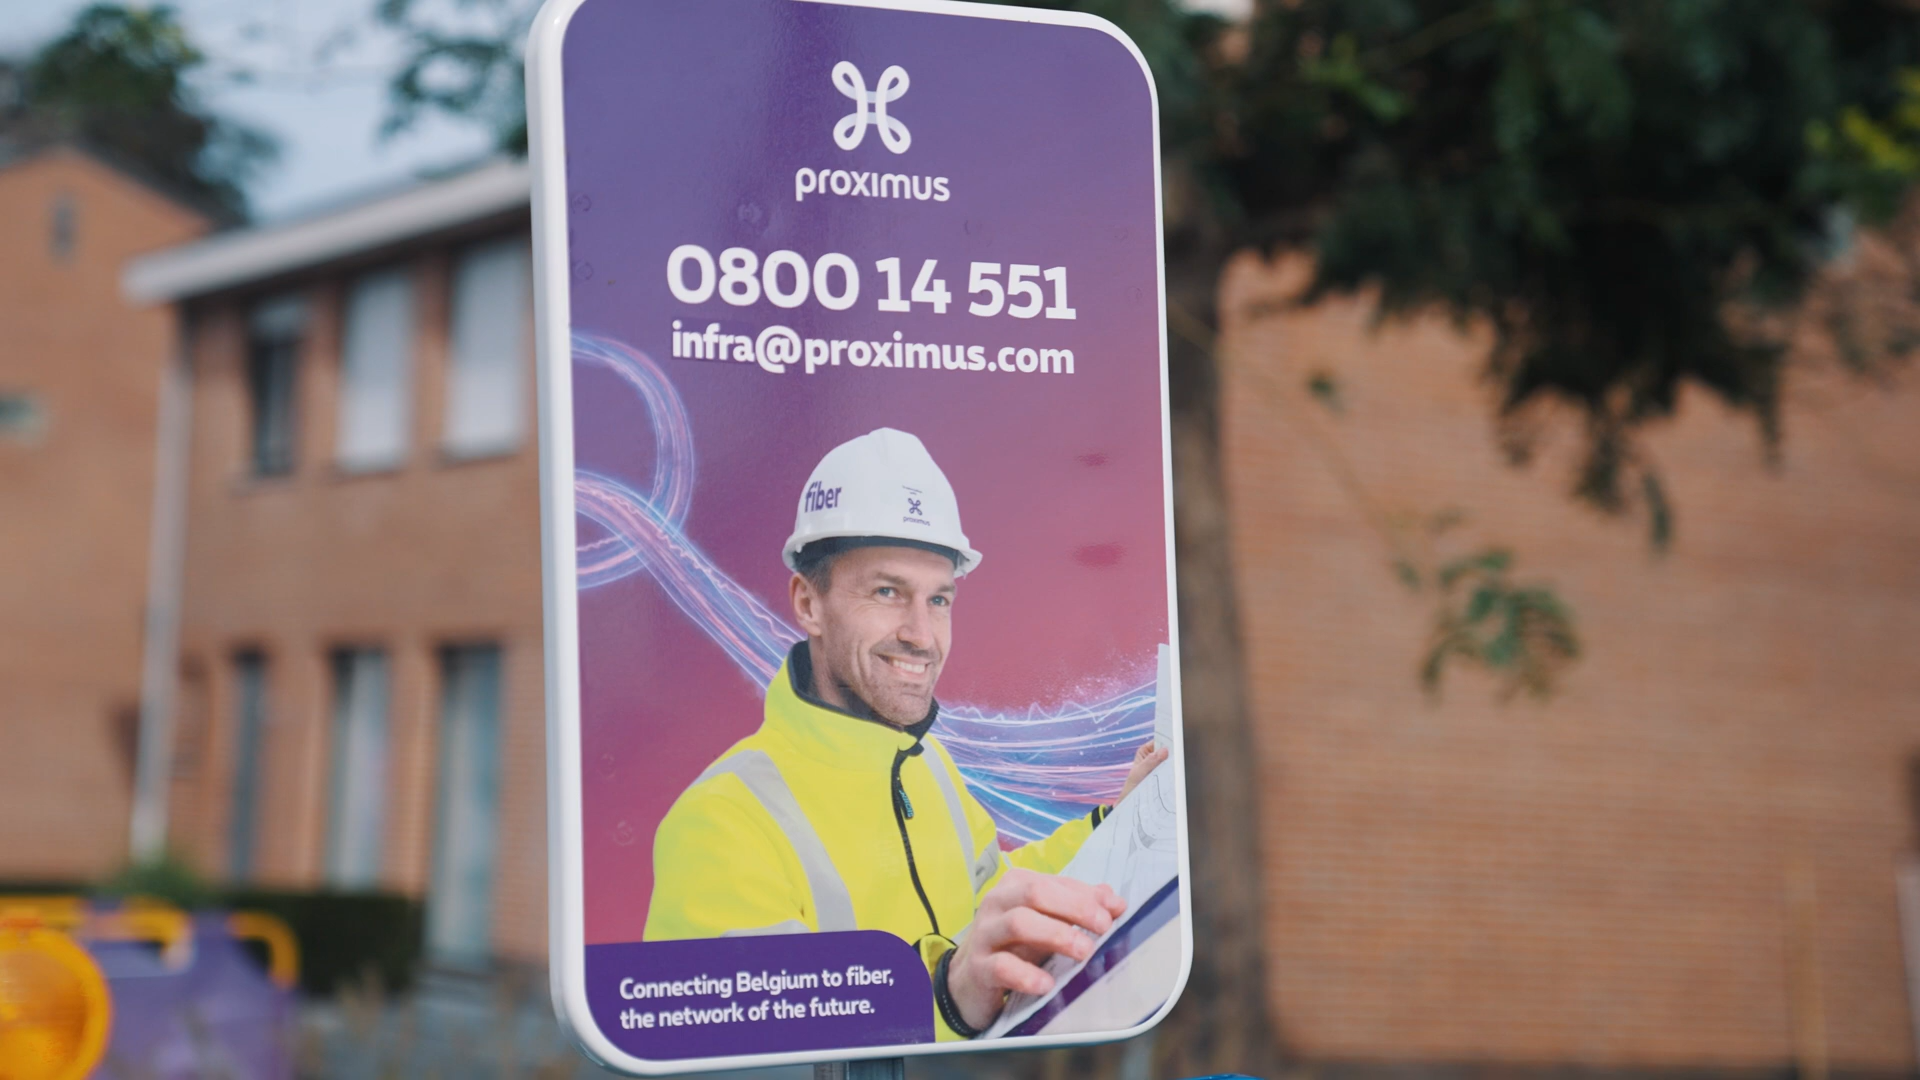 proximus
0800 14 551
infra@proximus.com
fiber
proximus
Connecting Belgium to fiber,
the network of the future.